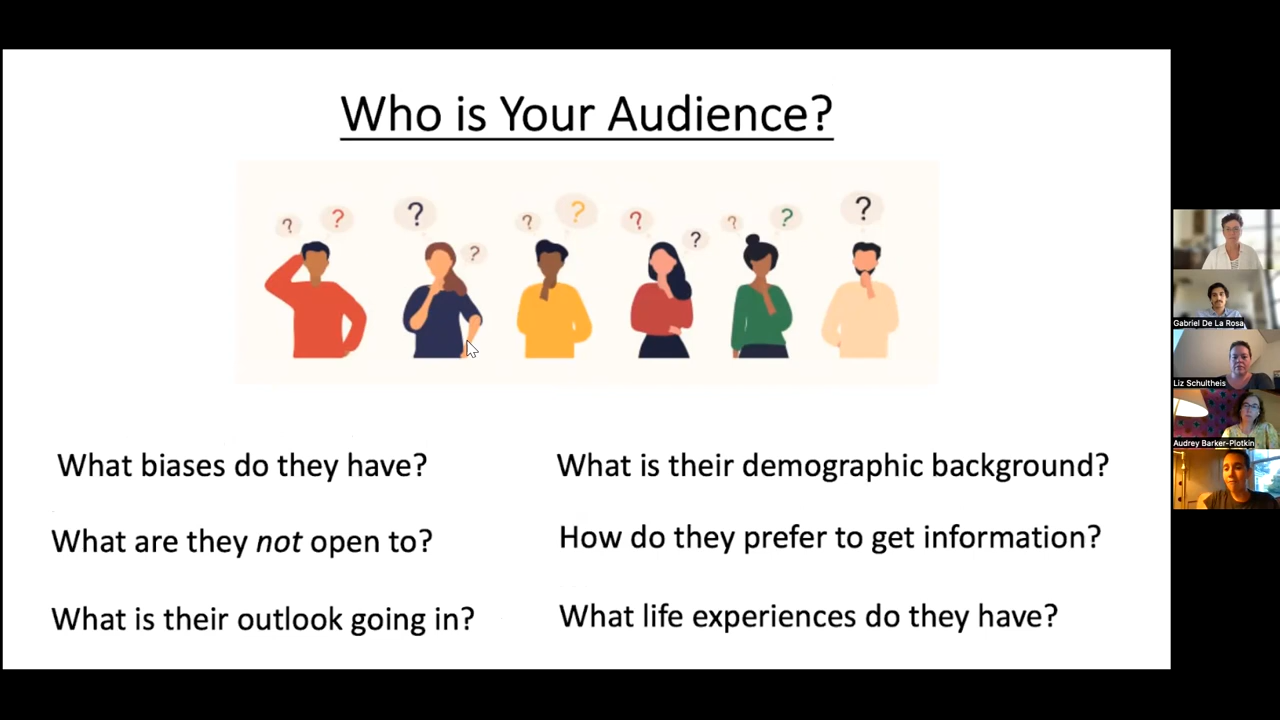 Who is Your Audience?
? ? ? ? ? ? ? ? ? ? ?
What biases do they have?
What are they not open to?
What is their outlook going in?
What is their demographic background?
How do they prefer to get information?
What life experiences do they have?
Gabriel De La Rosa
Liz Schultheis
Audrey Barker-Plotkin